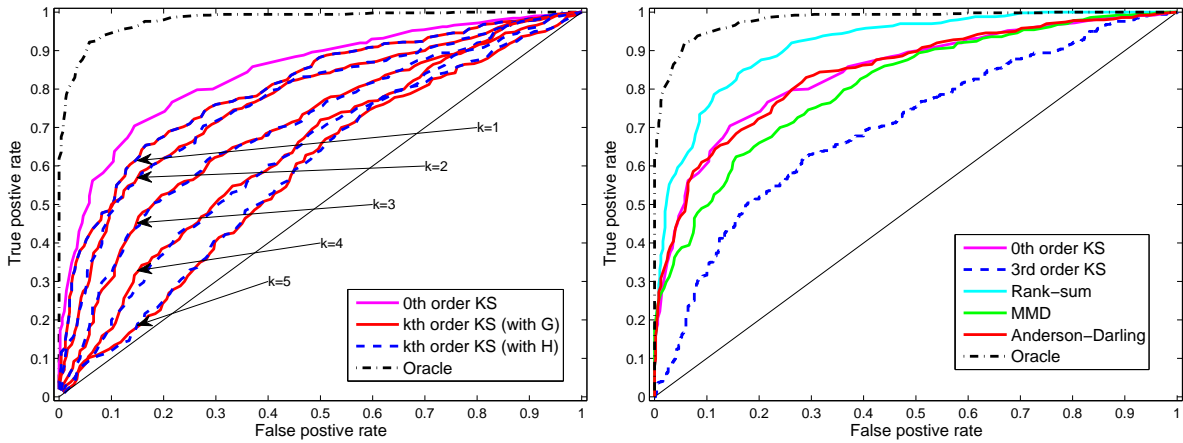 True postive rate
1
0.9
0.8
0.7
0.6
0.5
0.4
0.3
0.2
0.1
0
k=1
k=2
k=3
k=4
k=5
0th order KS
kth order KS (with G)
kth order KS (with H)
Oracle
0 0.1 0.2 0.3 0.4 0.5 0.6 0.7 0.8 0.9 1
False postive rate
True postive rate
1
0.9
0.8
0.7
0.6
0.5
0.4
0.3
0.2
0.1
0
0th order KS
3rd order KS
Rank−sum
MMD
Anderson−Darling
Oracle
0 0.1 0.2 0.3 0.4 0.5 0.6 0.7 0.8 0.9 1
False postive rate